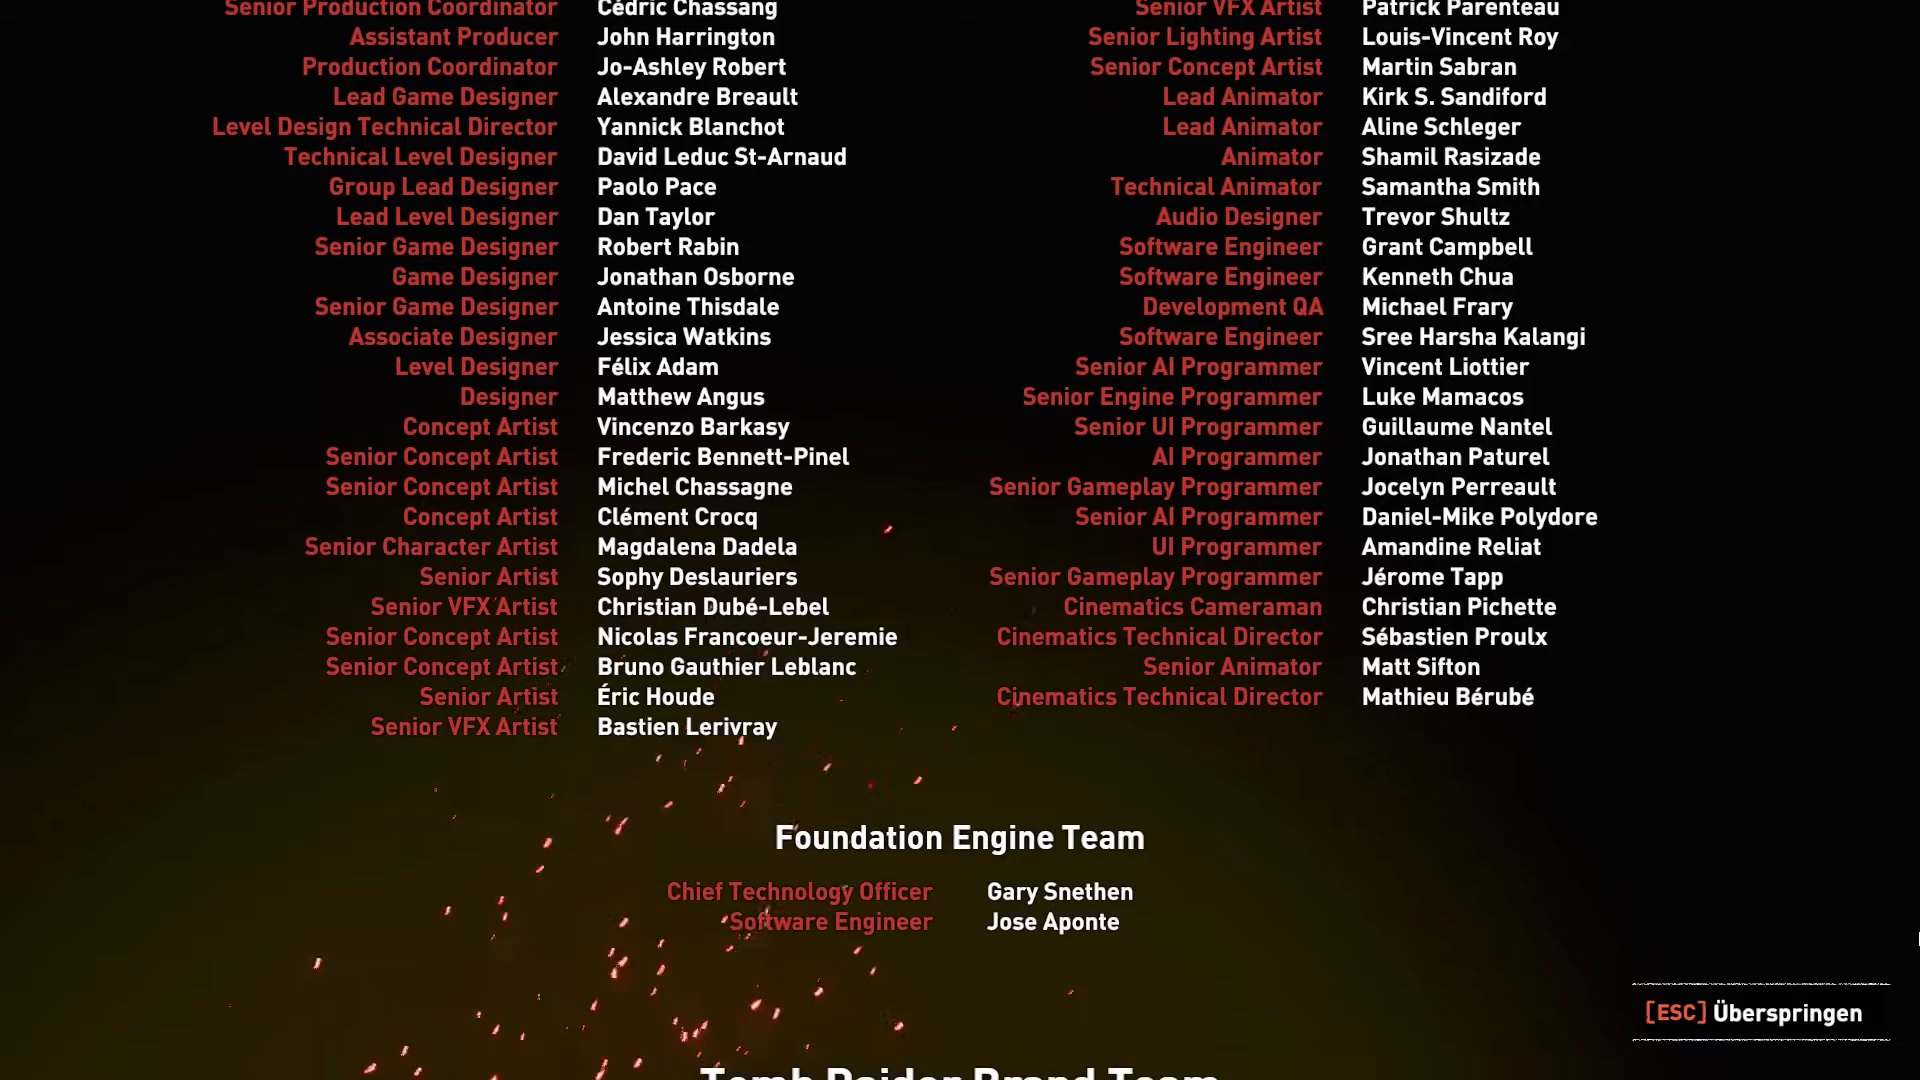 Senior Production Coordinator Cédric Chassang
Assistant Producer John Harrington
Production Coordinator Jo-Ashley Robert
Lead Game Designer Alexandre Breault
Level Design Technical Director Yannick Blanchot
Technical Level Designer David Leduc St-Arnaud
Group Lead Designer Paolo Pace
Lead Level Designer Dan Taylor
Senior Game Designer Robert Rabin
Game Designer Jonathan Osborne
Senior Game Designer Antoine Thisdale
Associate Designer Jessica Watkins
Level Designer Félix Adam
Designer Matthew Angus
Concept Artist Vincenzo Barkasy
Senior Concept Artist Frederic Bennett-Pinel
Senior Concept Artist Michel Chassagne
Concept Artist Clément Crocq
Senior Character Artist Magdalena Dadela
Senior Artist Sophy Deslauriers
Senior VFX Artist Christian Dubé-Lebel
Senior Concept Artist Nicolas Francoeur-Jeremie
Senior Concept Artist Bruno Gauthier Leblanc
Senior Artist Éric Houde
Senior VFX Artist Bastien Lerivray
Senior VFX Artist Patrick Parenteau
Senior Lighting Artist Louis-Vincent Roy
Senior Concept Artist Martin Sabran
Lead Animator Kirk S. Sandiford
Lead Animator Aline Schleger
Animator Shamil Rasizade
Technical Animator Samantha Smith
Audio Designer Trevor Shultz
Software Engineer Grant Campbell
Software Engineer Kenneth Chua
Development QA Michael Frary
Software Engineer Sree Harsha Kalangi
Senior AI Programmer Vincent Liottier
Senior Engine Programmer Luke Mamacos
Senior UI Programmer Guillaume Nantel
AI Programmer Jonathan Paturel
Senior Gameplay Programmer Jocelyn Perreault
Senior AI Programmer Daniel-Mike Polydore
UI Programmer Amandine Reliat
Senior Gameplay Programmer Jérome Tapp
Cinematics Cameraman Christian Pichette
Cinematics Technical Director Sébastien Proulx
Senior Animator Matt Sifton
Cinematics Technical Director Mathieu Bérubé
Foundation Engine Team
Chief Technology Officer Gary Snethen
Software Engineer Jose Aponte
Tomb Raider Brand Team
[ESC] Überspringen